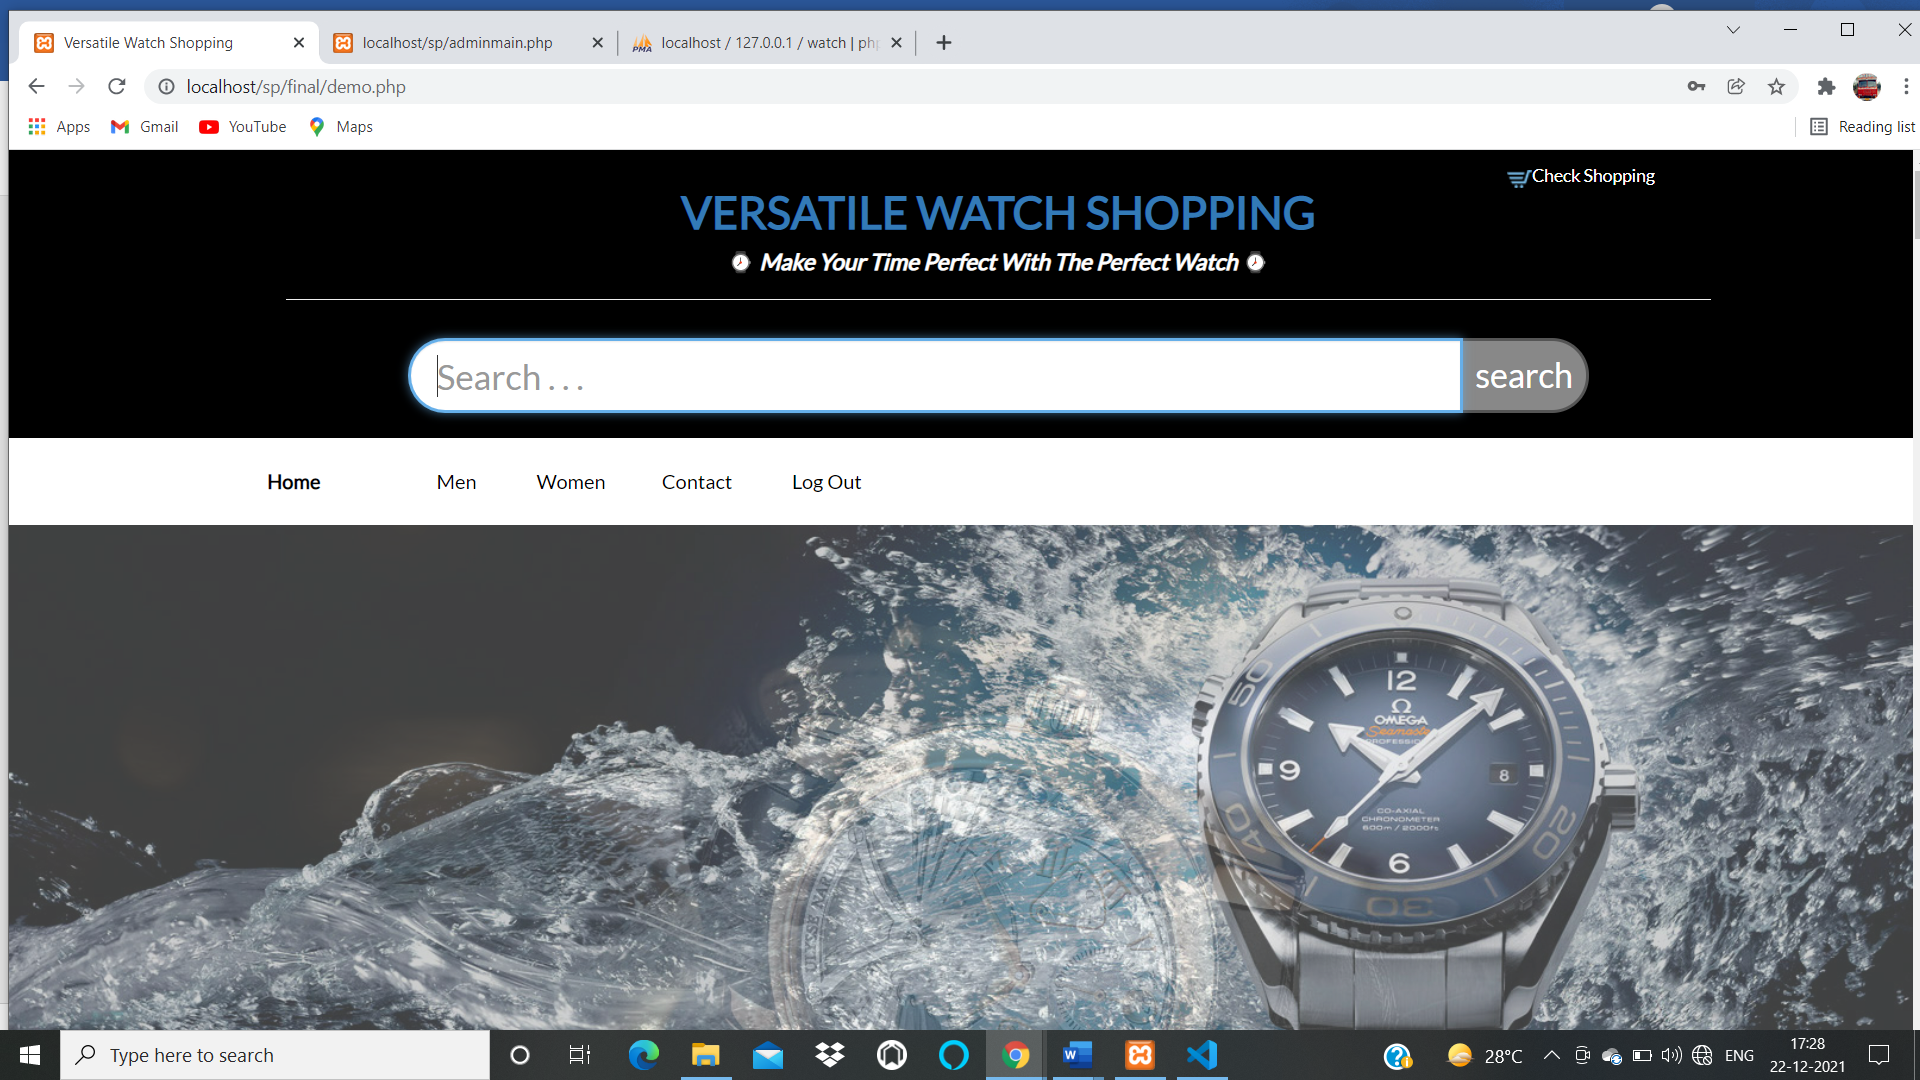 Versatile Watch Shopping
localhost/sp/adminmain.php
localhost / 127.0.0.1 / watch | php
localhost/sp/final/demo.php
Apps
Gmail
YouTube
Maps
Reading list
Check Shopping
VERSATILE WATCH SHOPPING
⌚ Make Your Time Perfect With The Perfect Watch ⌚
Search . . .
search
Home
Men
Women
Contact
Log Out
50
12
Ω
OMEGA
Seamaster
PROFESSIONAL
9
8
CO-AXIAL
CHRONOMETER
600m / 2000ft
6
40
20
30
Type here to search
28°C
ENG
17:28
22-12-2021